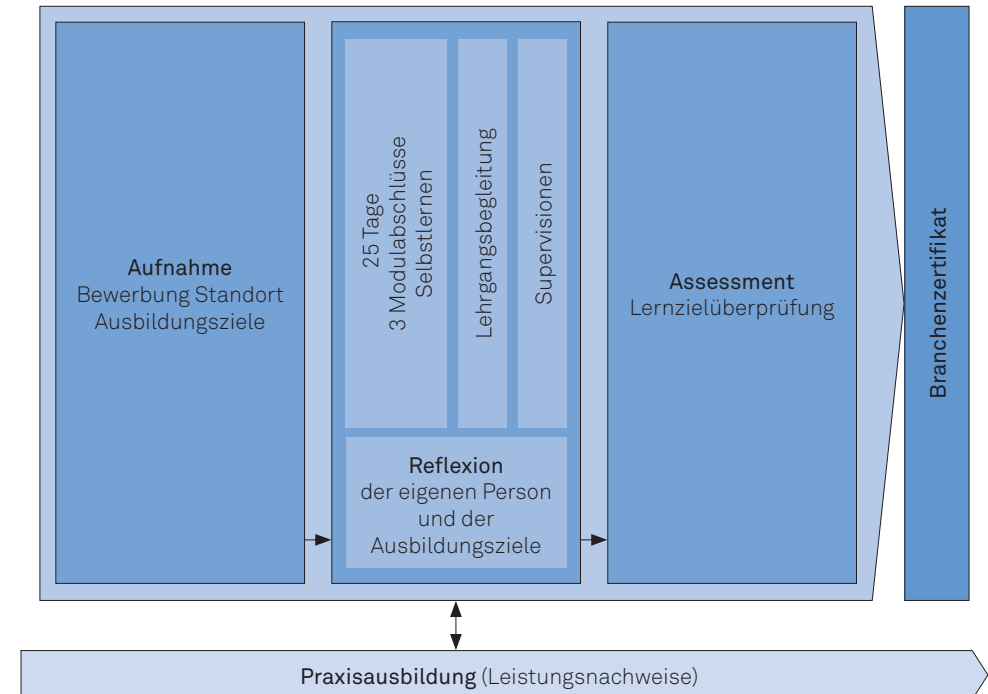 Aufnahme
Bewerbung Standort
Ausbildungsziele
25 Tage
3 Modulabschlüsse
Selbstlernen
Lehrgangsbegleitung
Supervisionen
Reflexion
der eigenen Person
und der
Ausbildungsziele
Assessment
Lernzielüberprüfung
Branchenzertifikat
Praxisausbildung (Leistungsnachweise)